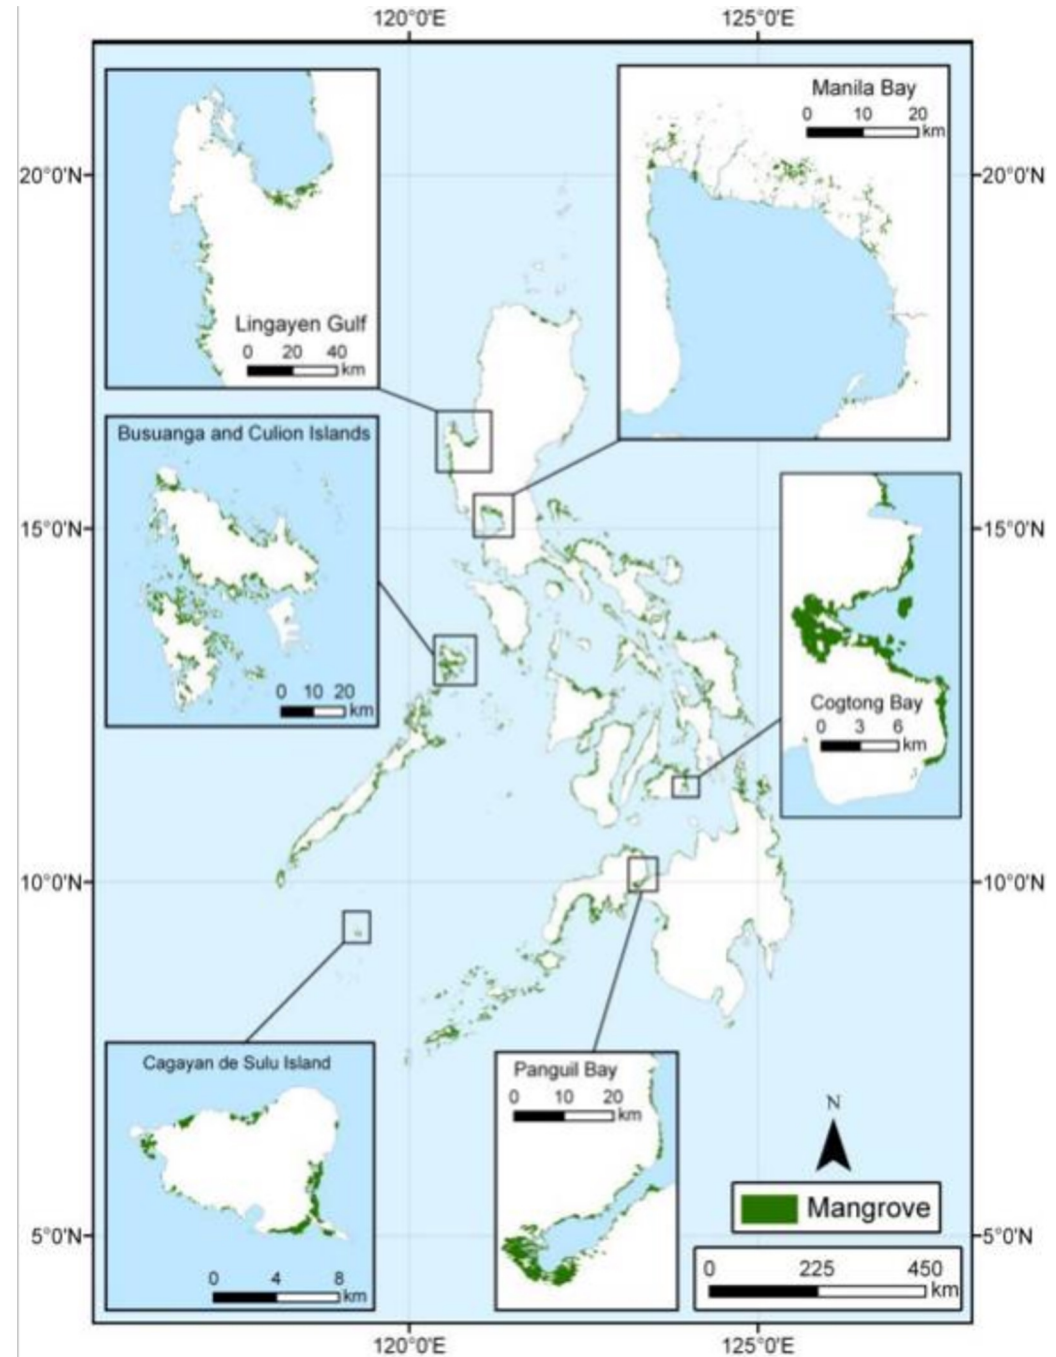 120°0'E 125°0'E
Manila Bay
0 10 20
km
20°0'N 20°0'N
Lingayen Gulf
0 20 40
km
Busuanga and Culion Islands
0 10 20
km
15°0'N 15°0'N
Cogtong Bay
0 3 6
km
10°0'N 10°0'N
Cagayan de Sulu Island
0 4 8
km
Panguil Bay
0 10 20
km
N
Mangrove
5°0'N 5°0'N
0 225 450
km
120°0'E 125°0'E